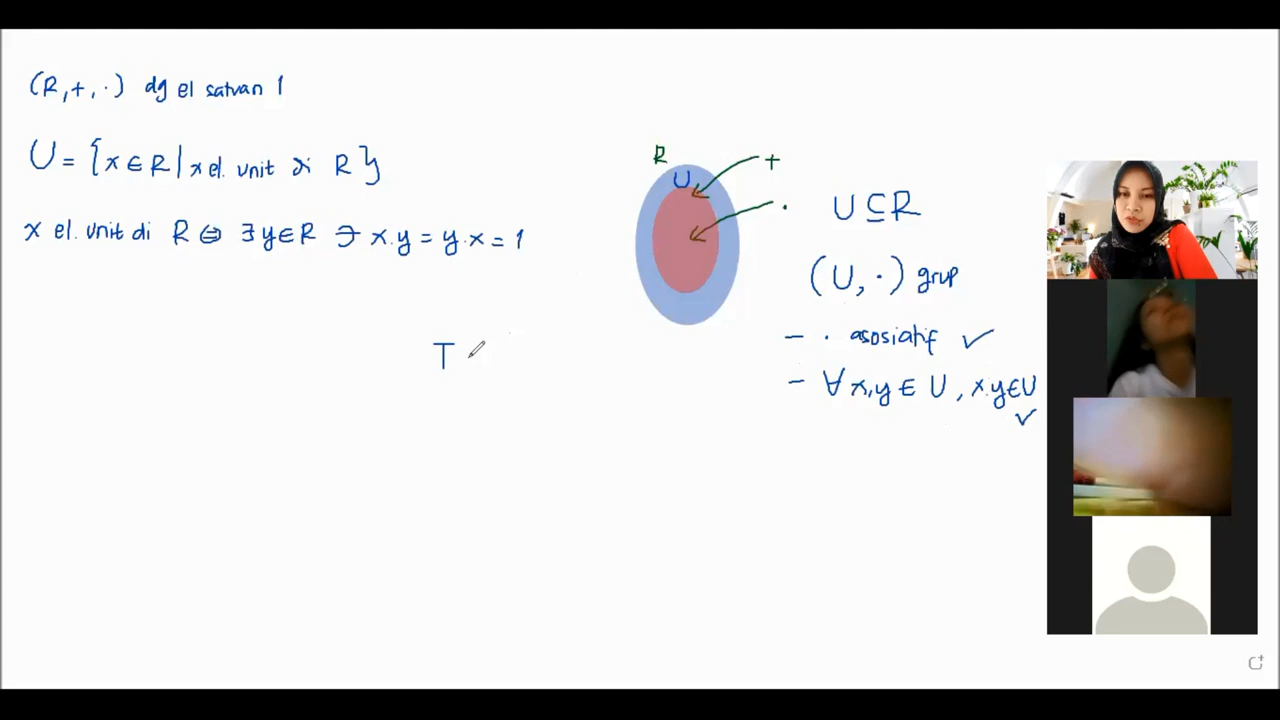 (R, +, ·) dg el satuan 1
U = {x ∈ R | x el. unit di R}
x el. unit di R ⇔ ∃ y ∈ R ∋ x.y = y.x = 1
T
R
U
+
·
U ⊆ R
(U, ·) grup
– · asosiatif ✓
– ∀ x,y ∈ U, x.y ∈ U
✓